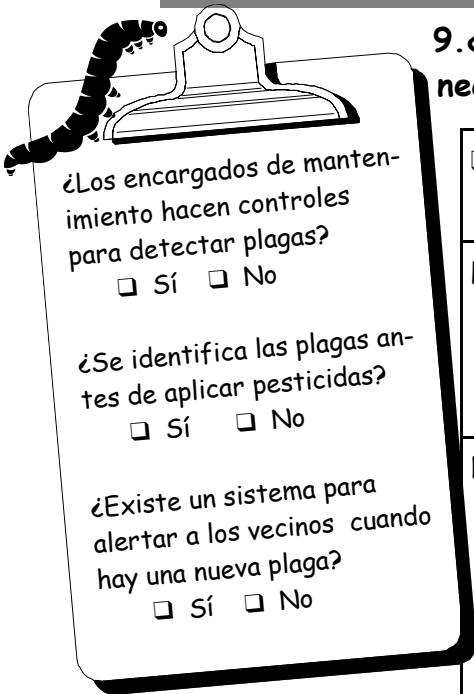 9.
¿Los encargados de manten-
imiento hacen controles
para detectar plagas?
❏ Sí ❏ No
¿Se identifica las plagas an-
tes de aplicar pesticidas?
❏ Sí ❏ No
¿Existe un sistema para
alertar a los vecinos cuando
hay una nueva plaga?
❏ Sí ❏ No